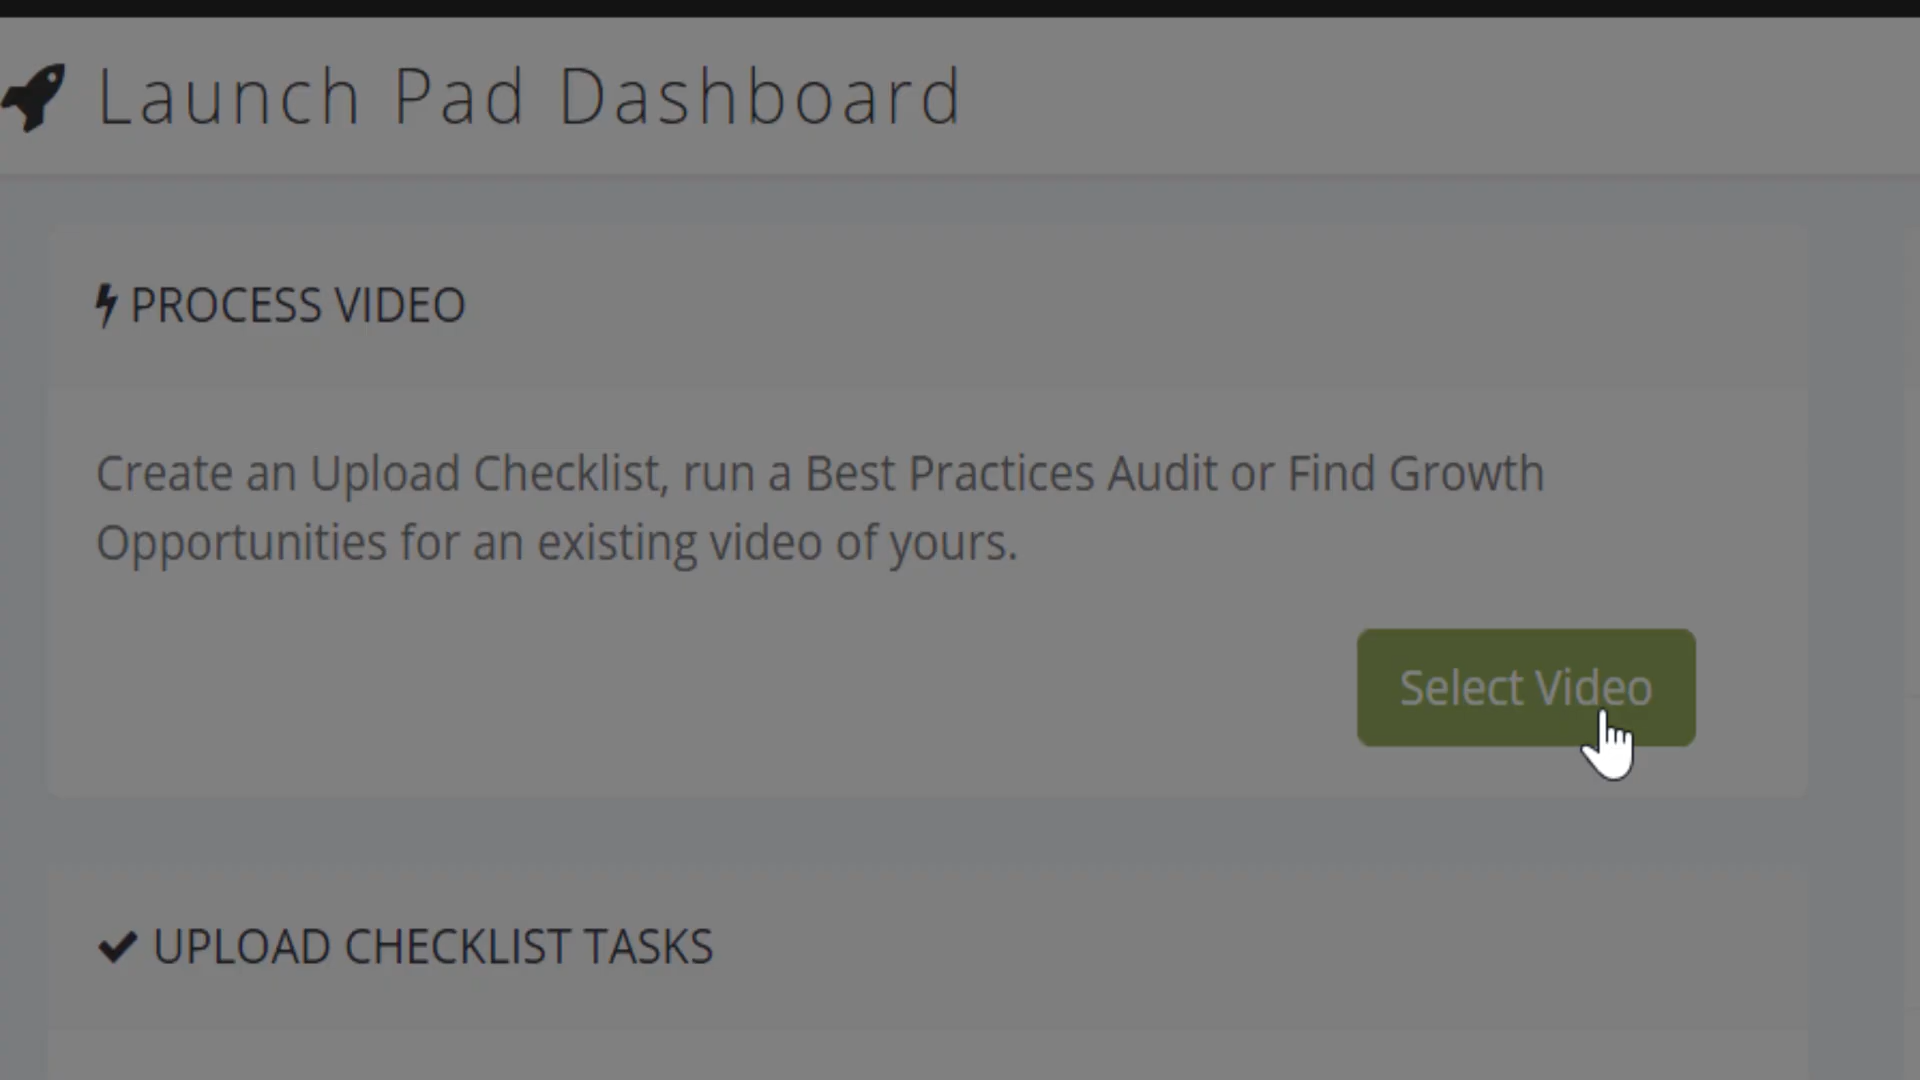 Launch Pad Dashboard
PROCESS VIDEO
Create an Upload Checklist, run a Best Practices Audit or Find Growth
Opportunities for an existing video of yours.
Select Video
UPLOAD CHECKLIST TASKS